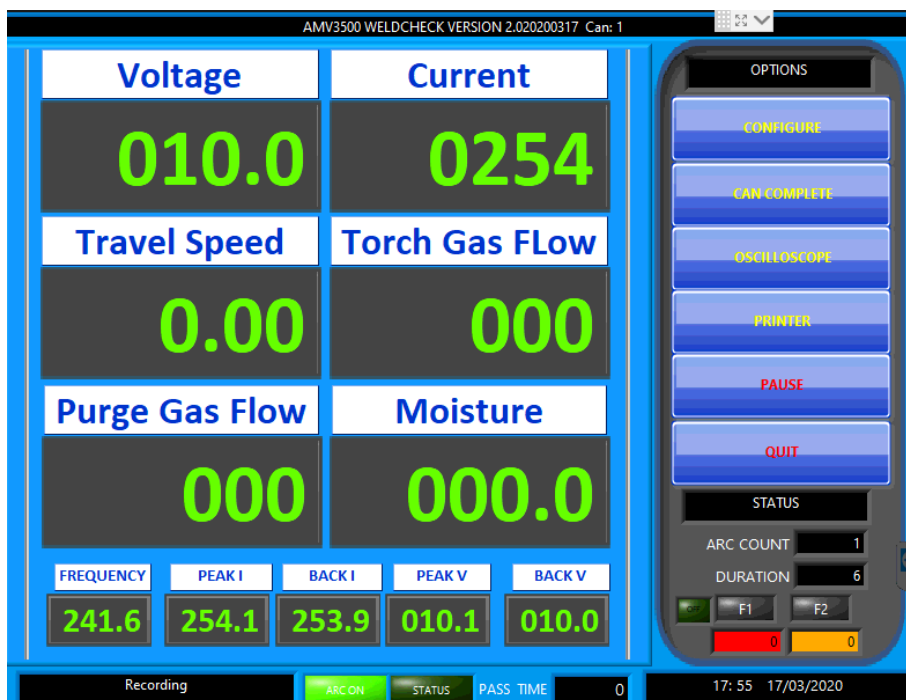 AMV3500 WELDCHECK VERSION 2.020200317 Can: 1
Voltage
010.0
Current
0254
Travel Speed
0.00
Torch Gas FLow
000
Purge Gas Flow
000
Moisture
000.0
FREQUENCY
241.6
PEAK I
254.1
BACK I
253.9
PEAK V
010.1
BACK V
010.0
OPTIONS
CONFIGURE
CAN COMPLETE
OSCILLOSCOPE
PRINTER
PAUSE
QUIT
STATUS
ARC COUNT 1
DURATION 6
OFF F1 F2
0 0
Recording
ARC ON STATUS PASS TIME 0
17: 55 17/03/2020